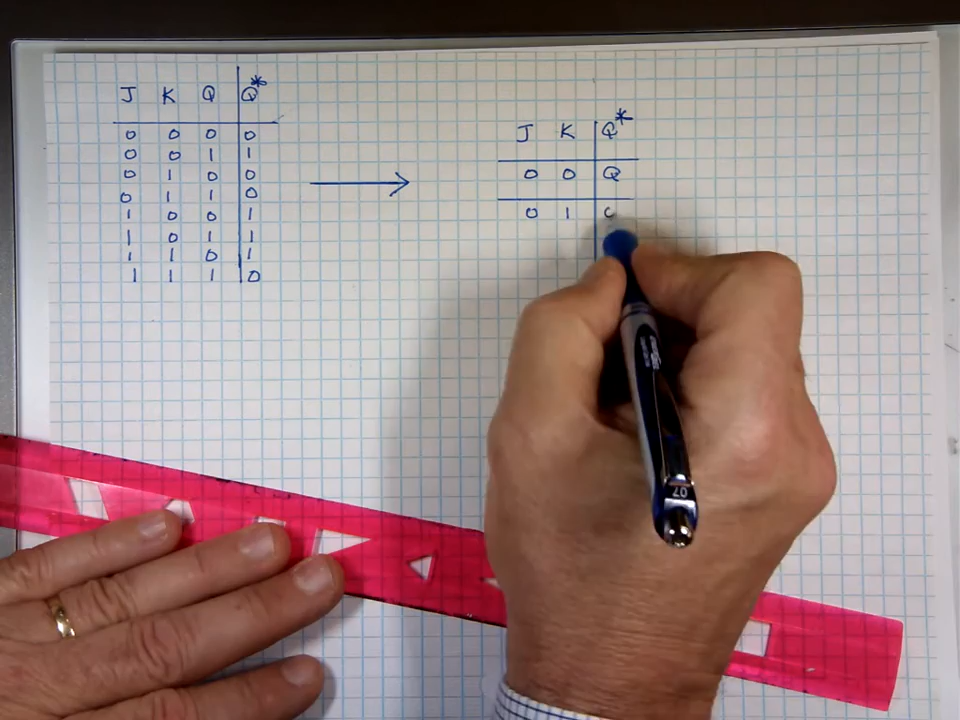 J K Q Q*
0 0 0 0
0 0 1 1
0 1 0 0
0 1 1 0
1 0 0 1
1 0 1 1
1 1 0 1
1 1 1 0
J K Q*
0 0 Q
0 1 0
07